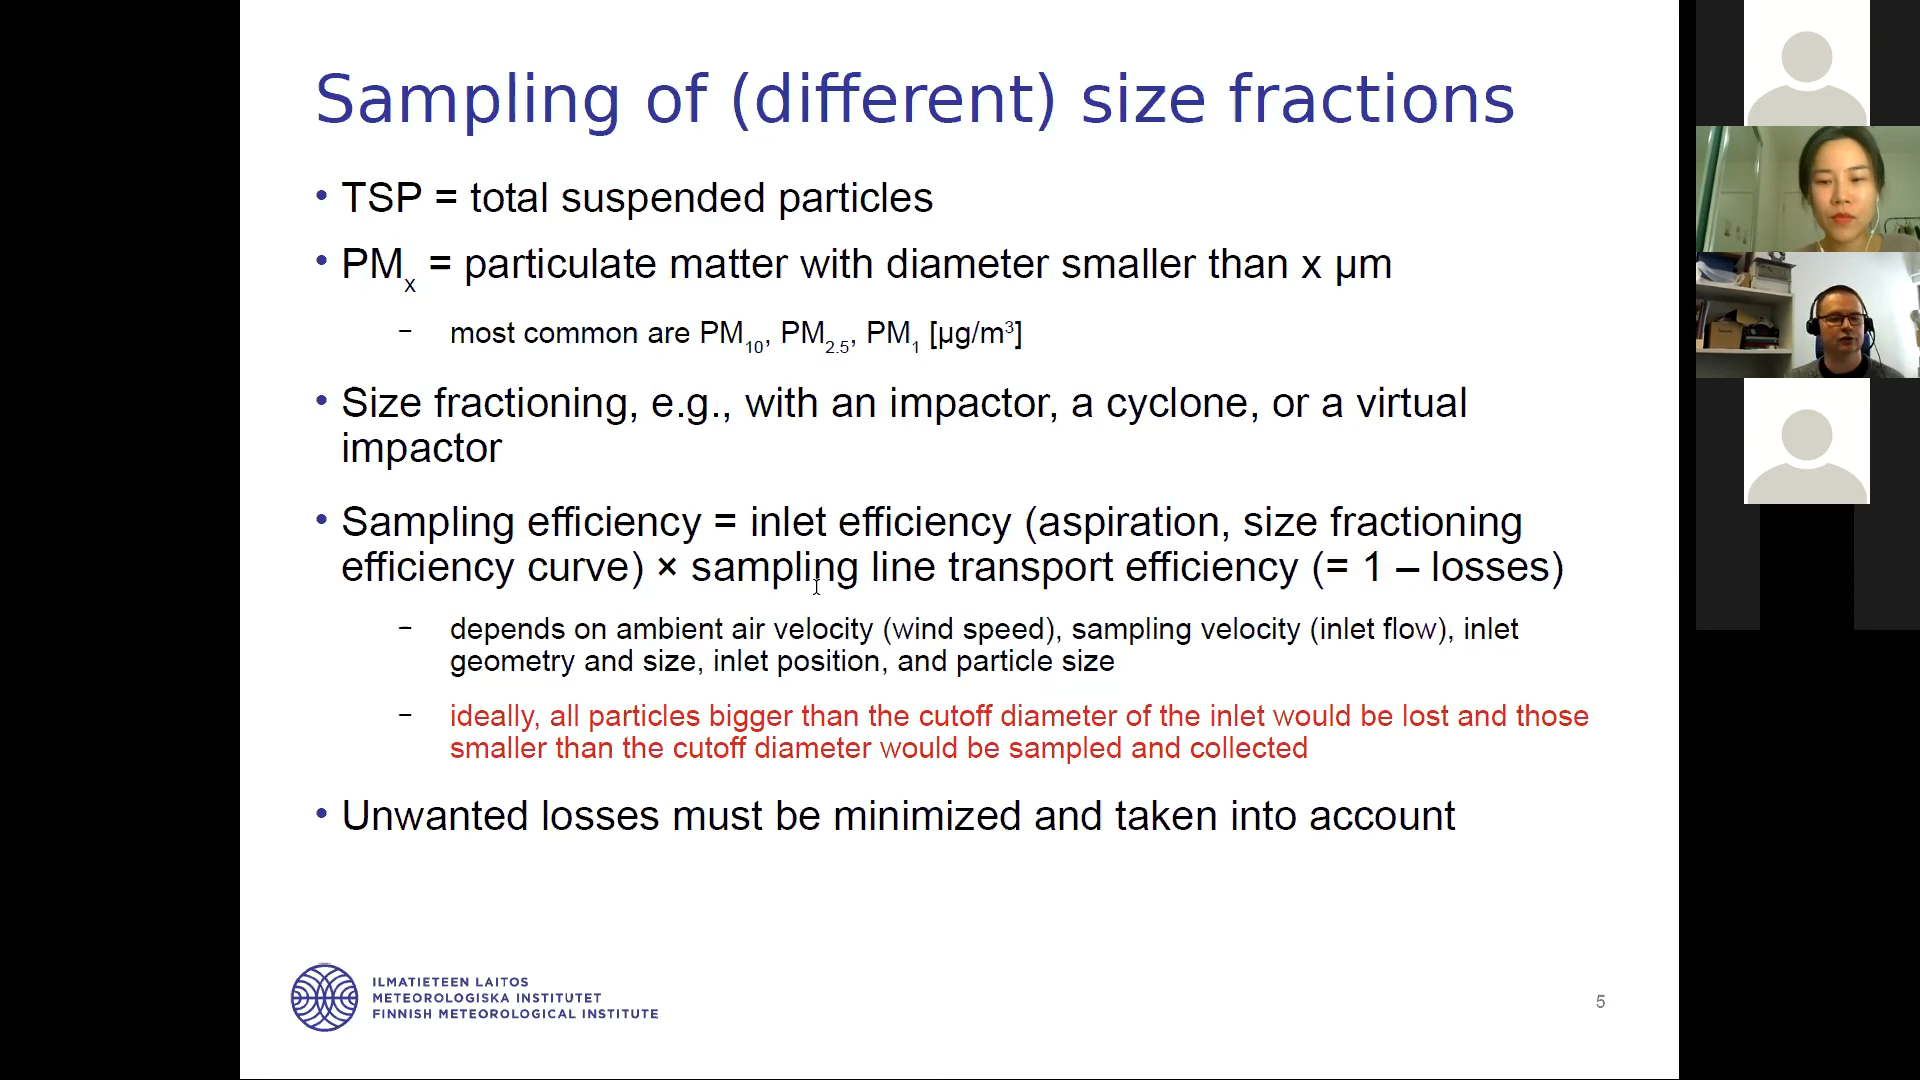 Sampling of (different) size fractions
• TSP = total suspended particles
• PMx = particulate matter with diameter smaller than x µm
– most common are PM10, PM2.5, PM1 [µg/m³]
• Size fractioning, e.g., with an impactor, a cyclone, or a virtual
impactor
• Sampling efficiency = inlet efficiency (aspiration, size fractioning
efficiency curve) × sampling line transport efficiency (= 1 – losses)
– depends on ambient air velocity (wind speed), sampling velocity (inlet flow), inlet
geometry and size, inlet position, and particle size
– ideally, all particles bigger than the cutoff diameter of the inlet would be lost and those
smaller than the cutoff diameter would be sampled and collected
• Unwanted losses must be minimized and taken into account
ILMATIETEEN LAITOS
METEOROLOGISKA INSTITUTET
FINNISH METEOROLOGICAL INSTITUTE
5